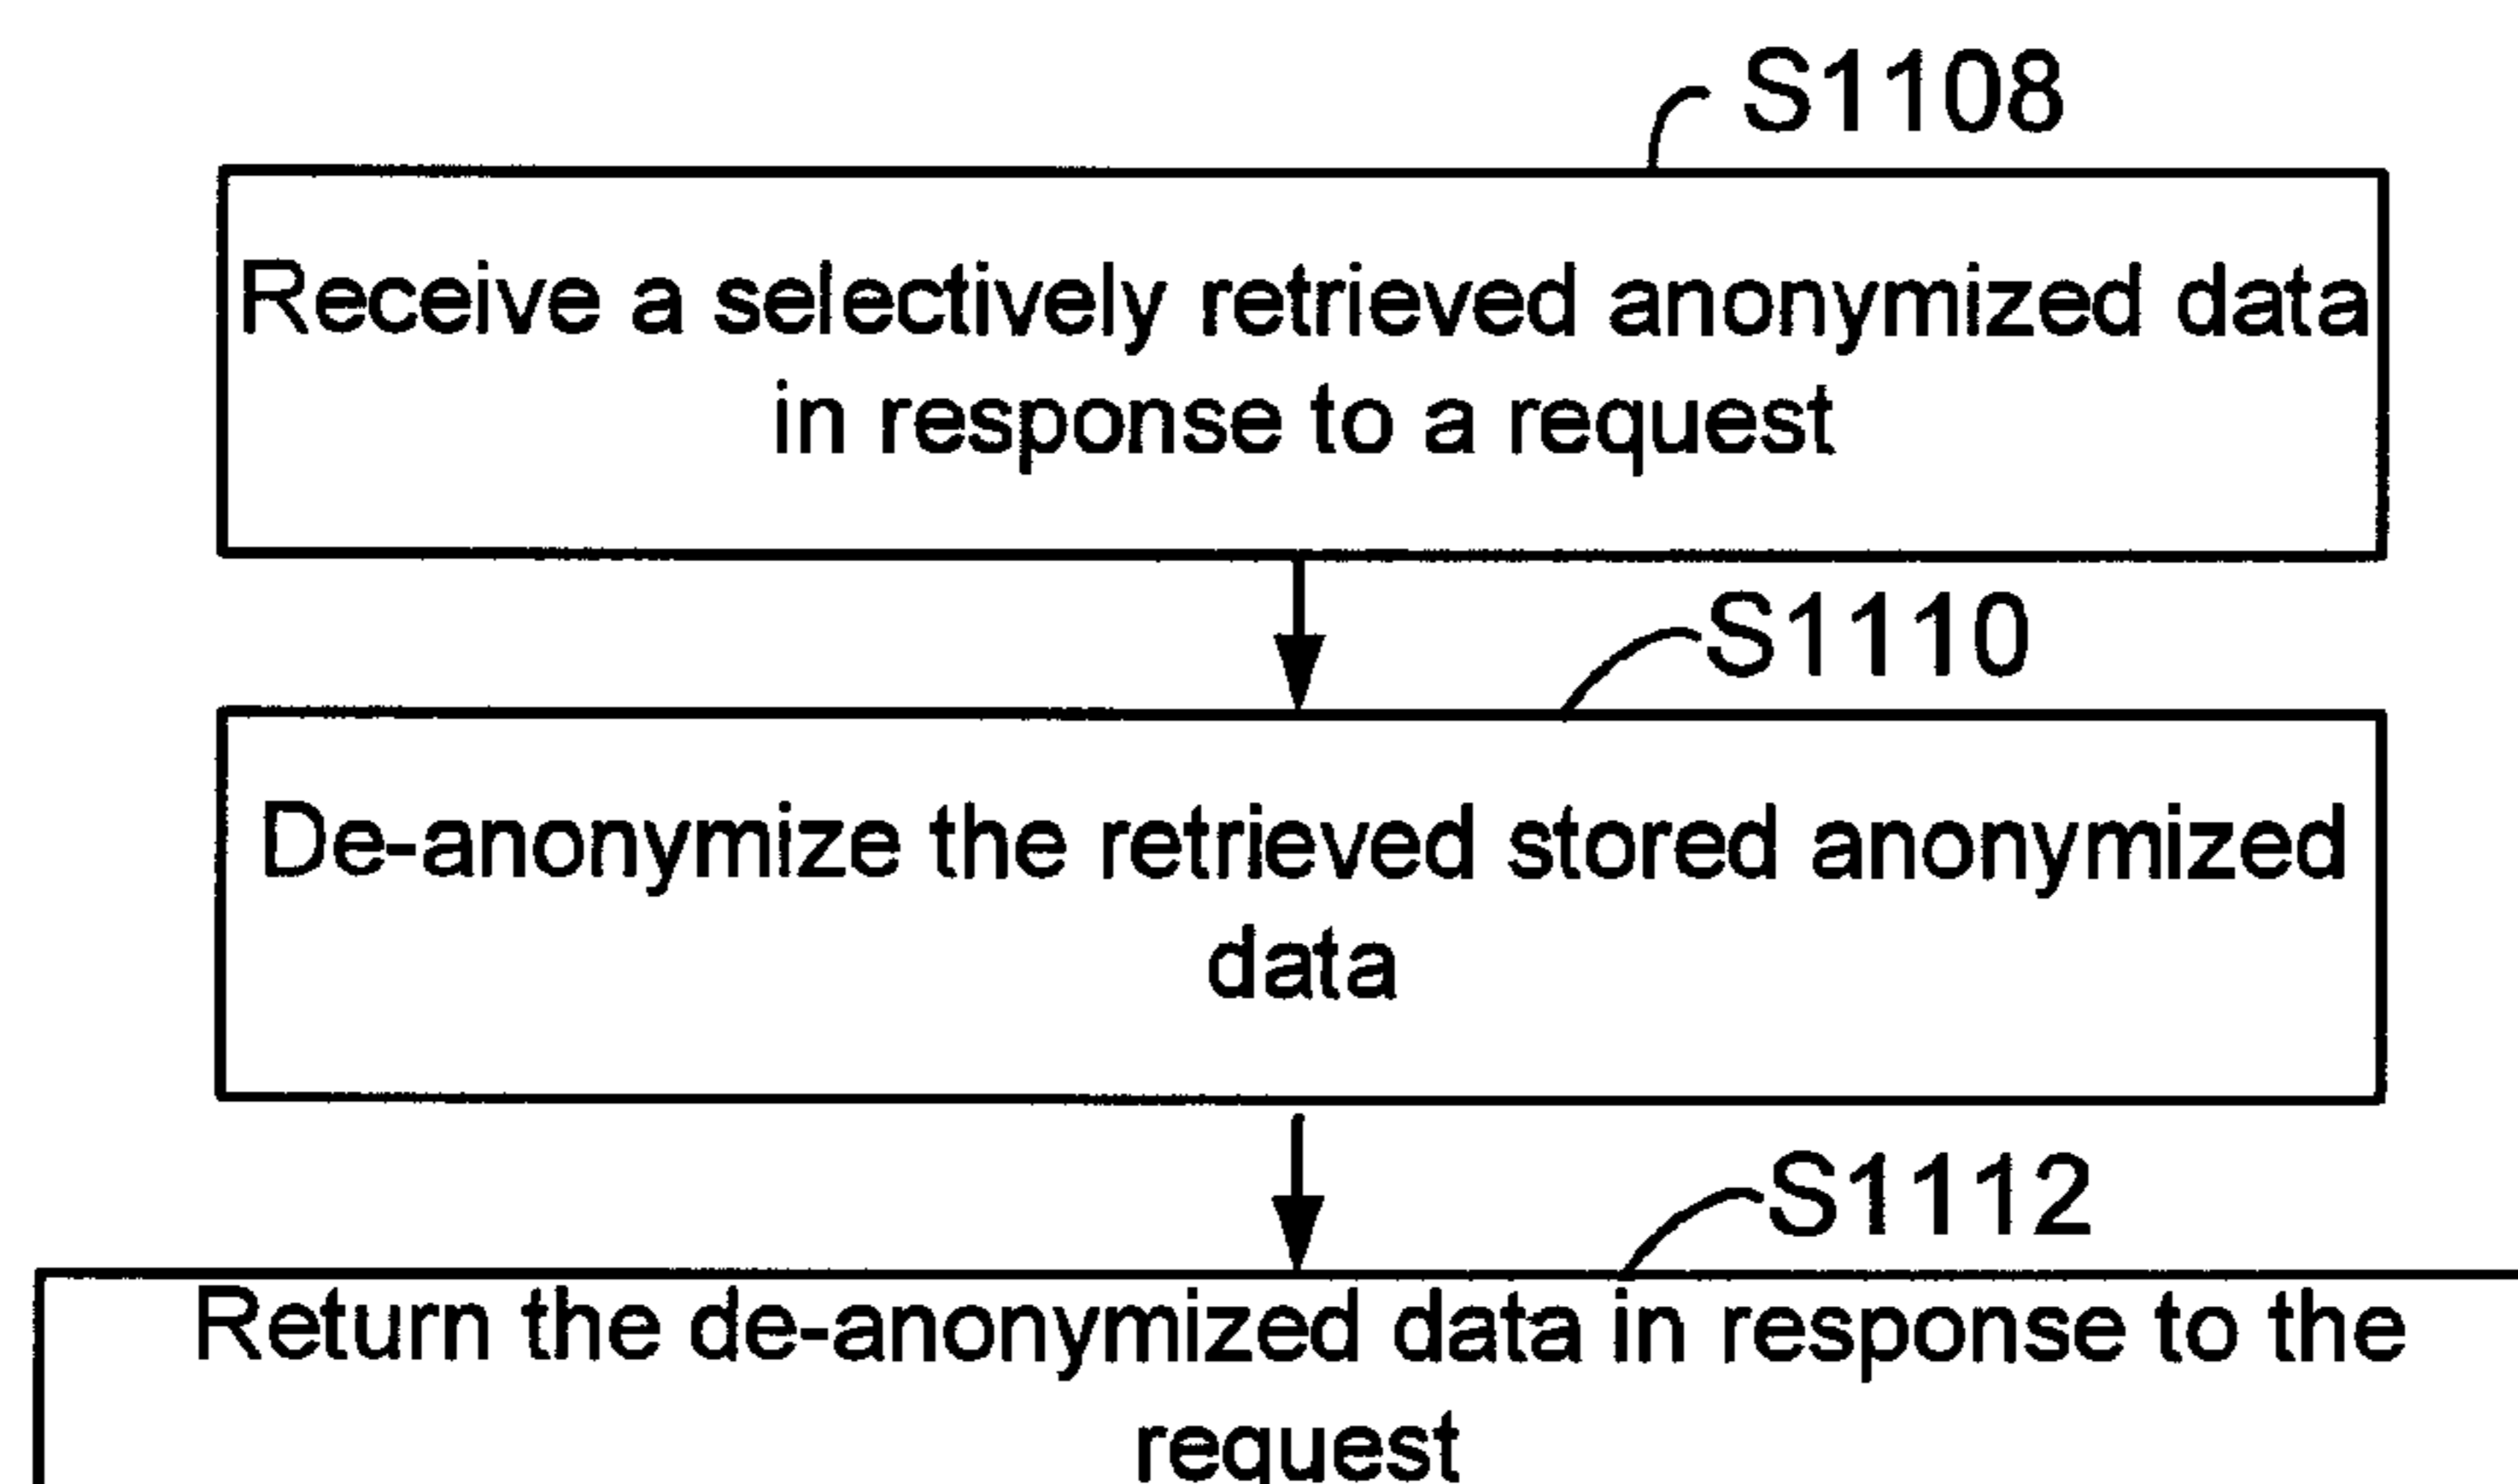 S1108
Receive a selectively retrieved anonymized data
in response to a request
S1110
De-anonymize the retrieved stored anonymized
data
S1112
Return the de-anonymized data in response to the
request